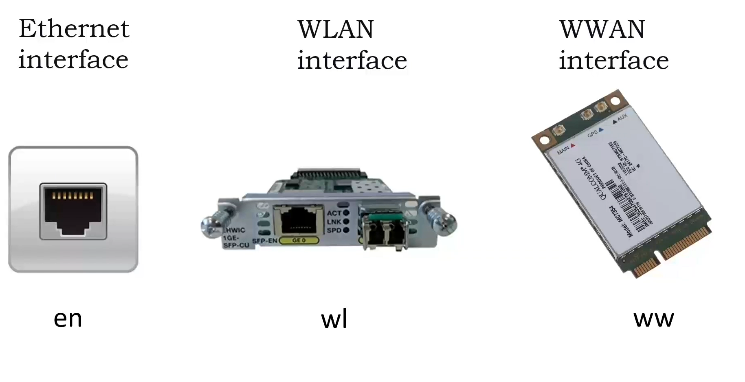 Ethernet
interface
WLAN
interface
WWAN
interface
MAIN
GPS
AUX
HWIC
1GE-
SFP-CU
SFP-EN
GE 0
ACT
LNK
SPD
en
wl
ww